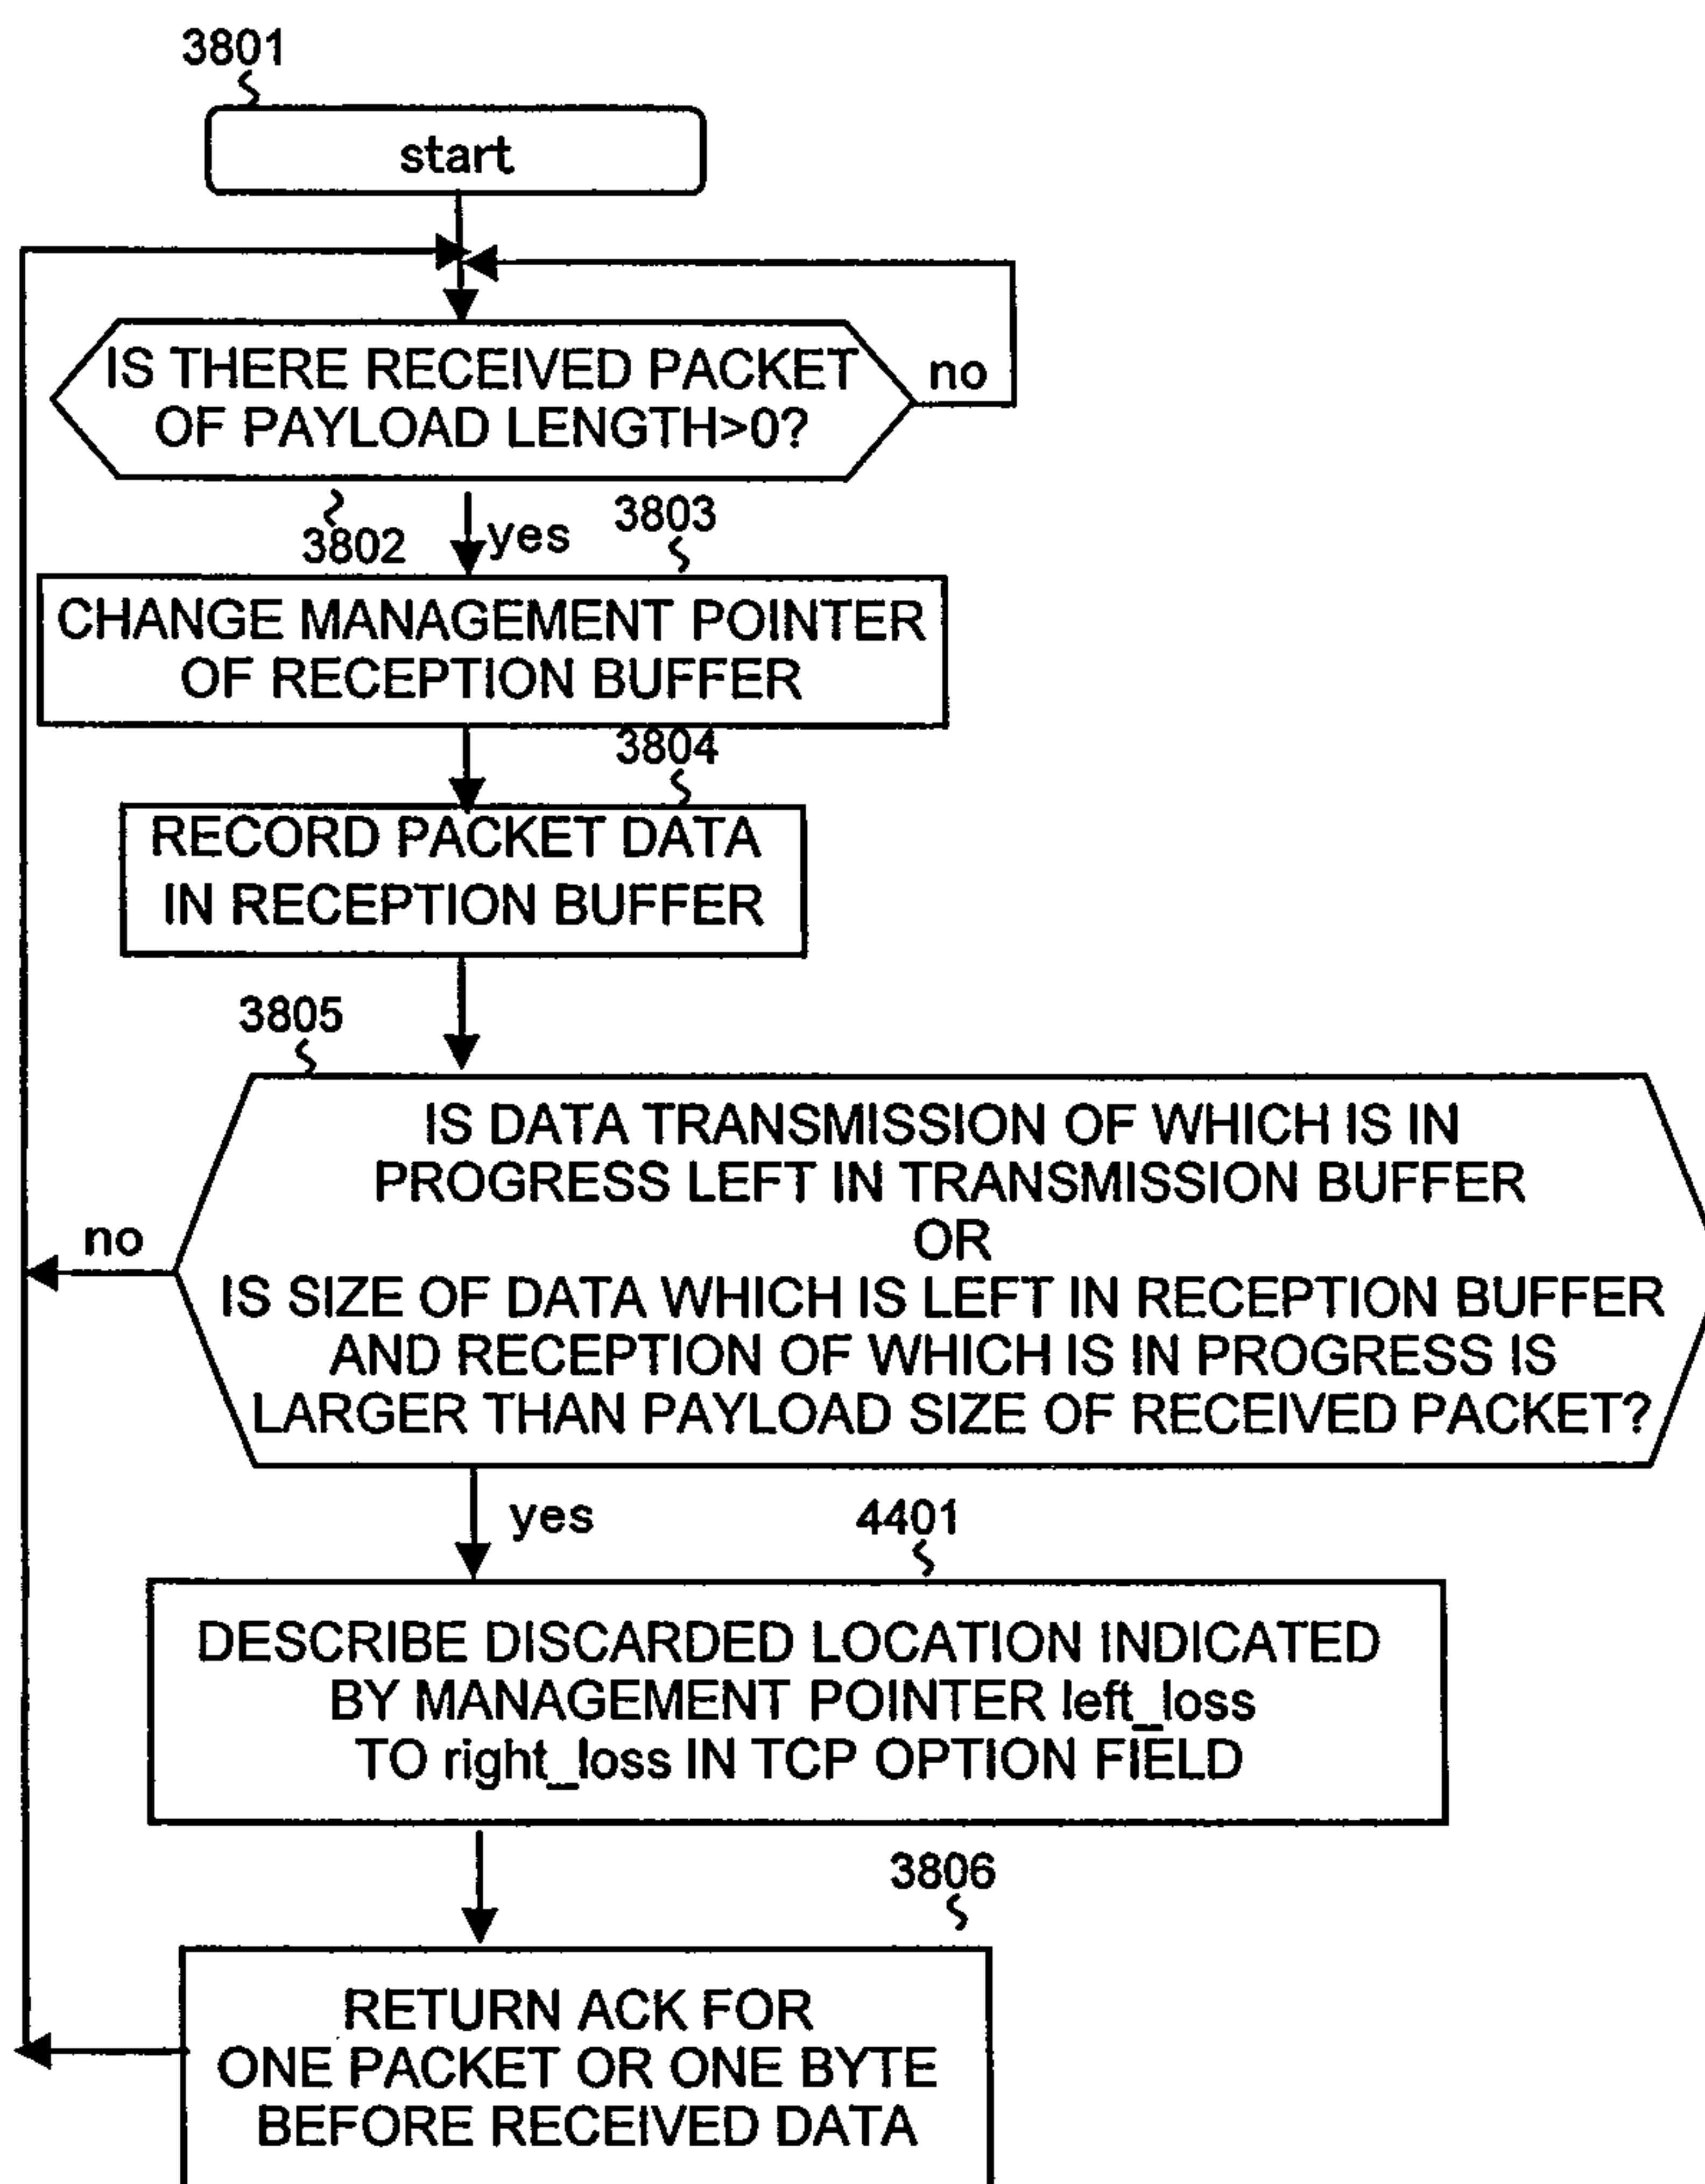 3801
start
IS THERE RECEIVED PACKET
OF PAYLOAD LENGTH>0?
no
3802
yes
3803
CHANGE MANAGEMENT POINTER
OF RECEPTION BUFFER
3804
RECORD PACKET DATA
IN RECEPTION BUFFER
3805
IS DATA TRANSMISSION OF WHICH IS IN
PROGRESS LEFT IN TRANSMISSION BUFFER
OR
IS SIZE OF DATA WHICH IS LEFT IN RECEPTION BUFFER
AND RECEPTION OF WHICH IS IN PROGRESS IS
LARGER THAN PAYLOAD SIZE OF RECEIVED PACKET?
no
yes
4401
DESCRIBE DISCARDED LOCATION INDICATED
BY MANAGEMENT POINTER left_loss
TO right_loss IN TCP OPTION FIELD
3806
RETURN ACK FOR
ONE PACKET OR ONE BYTE
BEFORE RECEIVED DATA